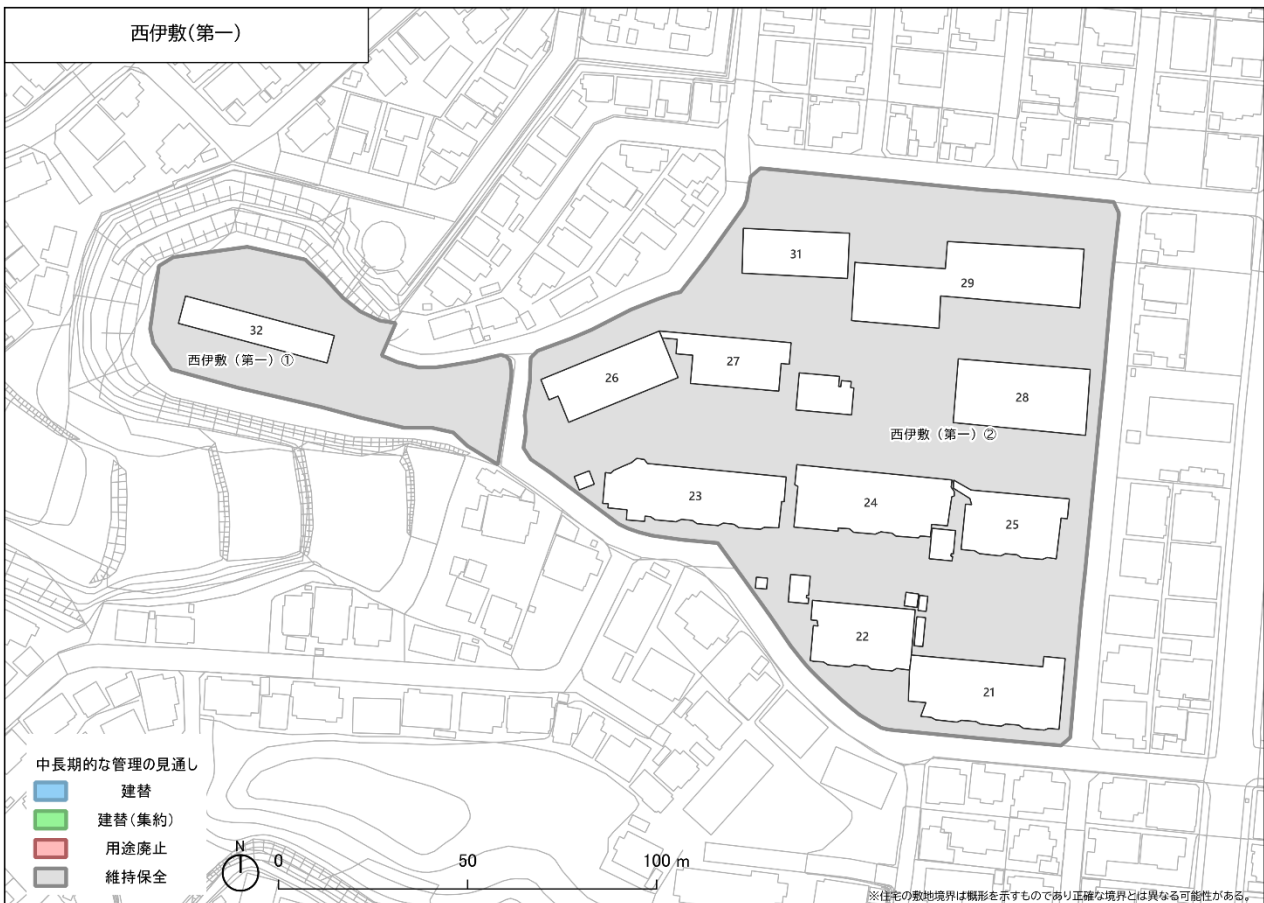 西伊敷(第一)
31
29
32
西伊敷（第一）①
27
26
28
西伊敷（第一）②
23
24
25
22
21
中長期的な管理の見通し
建替
建替(集約)
用途廃止
維持保全
N
0 50 100 m
※住宅の敷地境界は概形を示すものであり正確な境界とは異なる可能性がある。